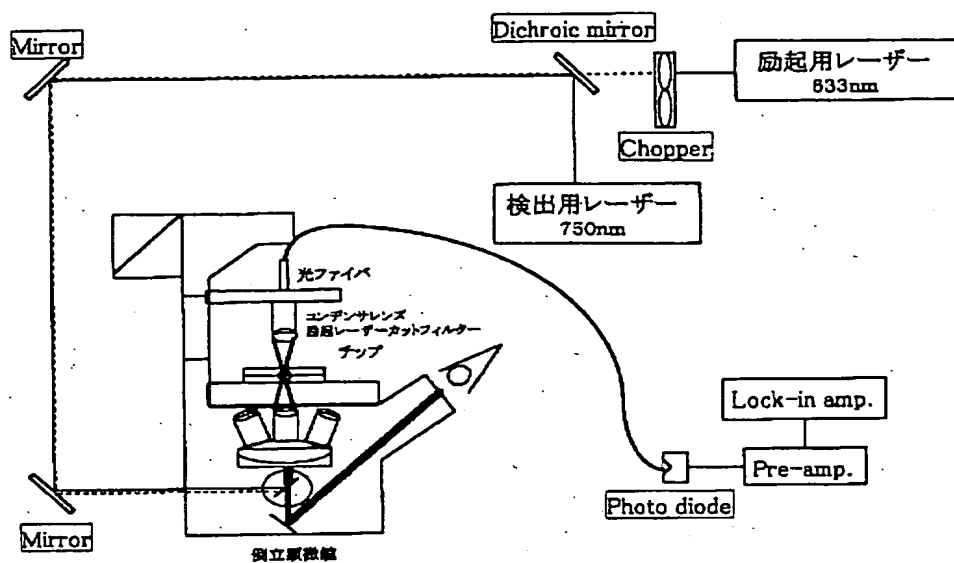 Mirror
Dichroic mirror
励起用レーザー
633nm
Chopper
検出用レーザー
750nm
光ファイバ
コンデンサレンズ
励起レーザーカットフィルター
チップ
Lock-in amp.
Pre-amp.
Photo diode
Mirror
倒立顕微鏡